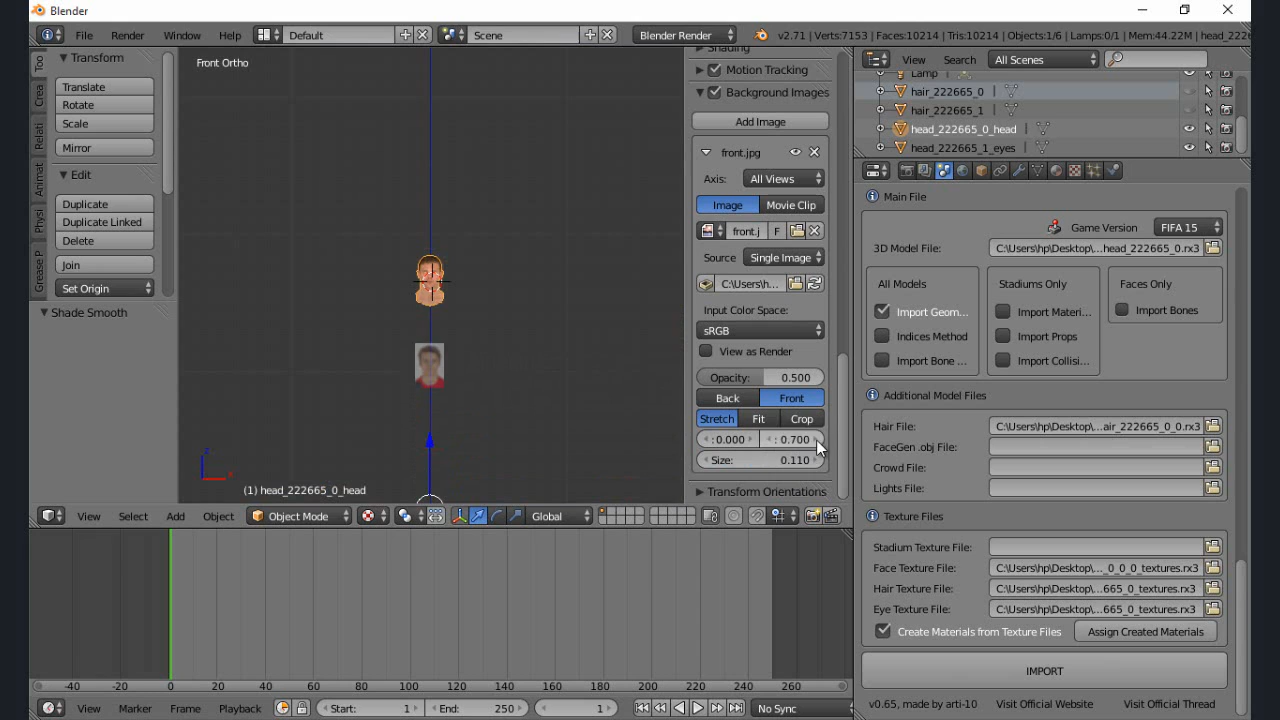 Blender
File Render Window Help Default Scene Blender Render v2.71 | Verts:7153 | Faces:10214 | Tris:10214 | Objects:1/6 | Lamps:0/1 | Mem:44.22M | head_222
Too
Crea
Relati
Animat
Physi
Grease P
Transform
Translate
Rotate
Scale
Mirror
Edit
Duplicate
Duplicate Linked
Delete
Join
Set Origin
Shade Smooth
Front Ortho
z
x
(1) head_222665_0_head
Shading
Motion Tracking
Background Images
Add Image
front.jpg
Axis: All Views
Image Movie Clip
front.j F
Source Single Image
C:\Users\h...
Input Color Space:
sRGB
View as Render
Opacity: 0.500
Back Front
Stretch Fit Crop
: 0.000 : 0.700
Size: 0.110
Transform Orientations
View Select Add Object Object Mode Global
-40 -20 0 20 40 60 80 100 120 140 160 180 200 220 240 260
View Marker Frame Playback Start: 1 End: 250 1 No Sync
View Search All Scenes
Lamp
hair_222665_0
hair_222665_1
head_222665_0_head
head_222665_1_eyes
Main File
Game Version FIFA 15
3D Model File: C:\Users\hp\Desktop\...head_222665_0.rx3
All Models Stadiums Only Faces Only
Import Geom... Import Materi... Import Bones
Indices Method Import Props
Import Bone ... Import Collisi...
Additional Model Files
Hair File: C:\Users\hp\Desktop\...air_222665_0_0.rx3
FaceGen .obj File:
Crowd File:
Lights File:
Texture Files
Stadium Texture File:
Face Texture File: C:\Users\hp\Desktop\..._0_0_0_textures.rx3
Hair Texture File: C:\Users\hp\Desktop\...665_0_textures.rx3
Eye Texture File: C:\Users\hp\Desktop\...665_0_textures.rx3
Create Materials from Texture Files Assign Created Materials
IMPORT
v0.65, made by arti-10 Visit Official Website Visit Official Thread